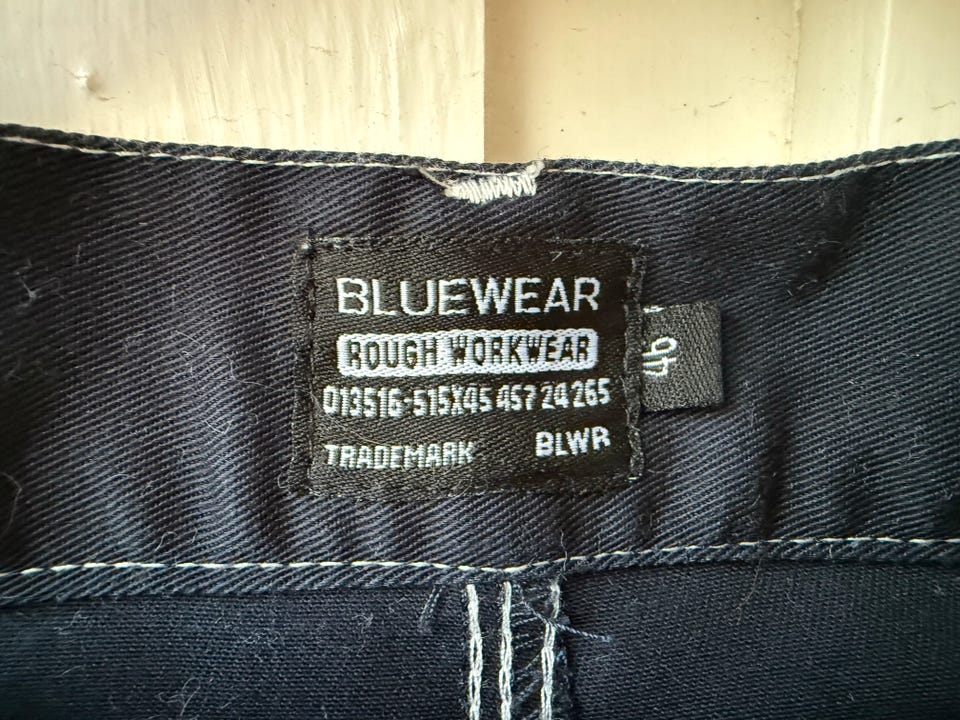 BLUEWEAR
ROUGH WORKWEAR
013516-515X45 457 24 265
TRADEMARK BLWR
46